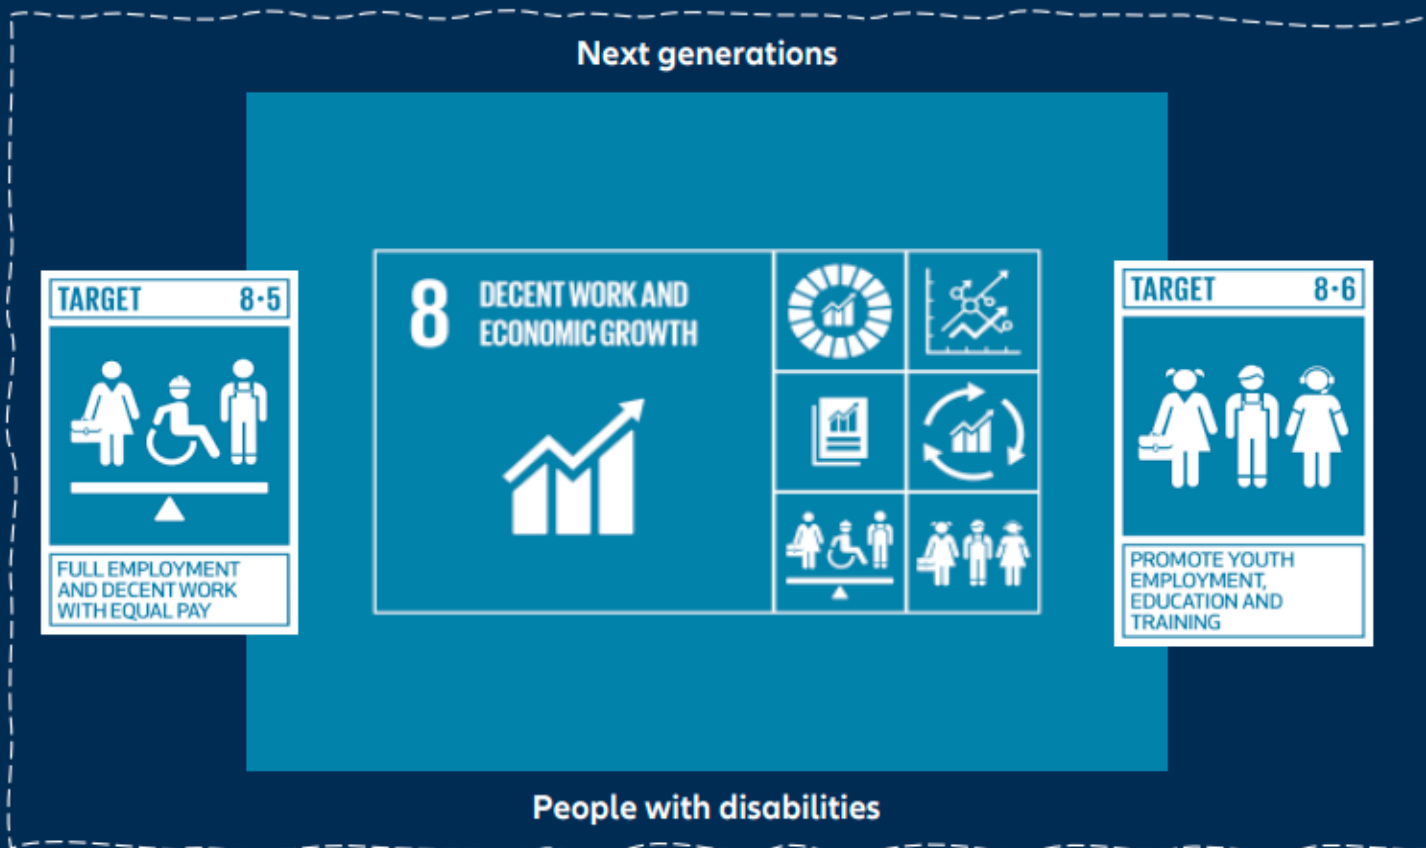 Next generations
TARGET 8·5
FULL EMPLOYMENT
AND DECENT WORK
WITH EQUAL PAY
8 DECENT WORK AND
ECONOMIC GROWTH
TARGET 8·6
PROMOTE YOUTH
EMPLOYMENT,
EDUCATION AND
TRAINING
People with disabilities